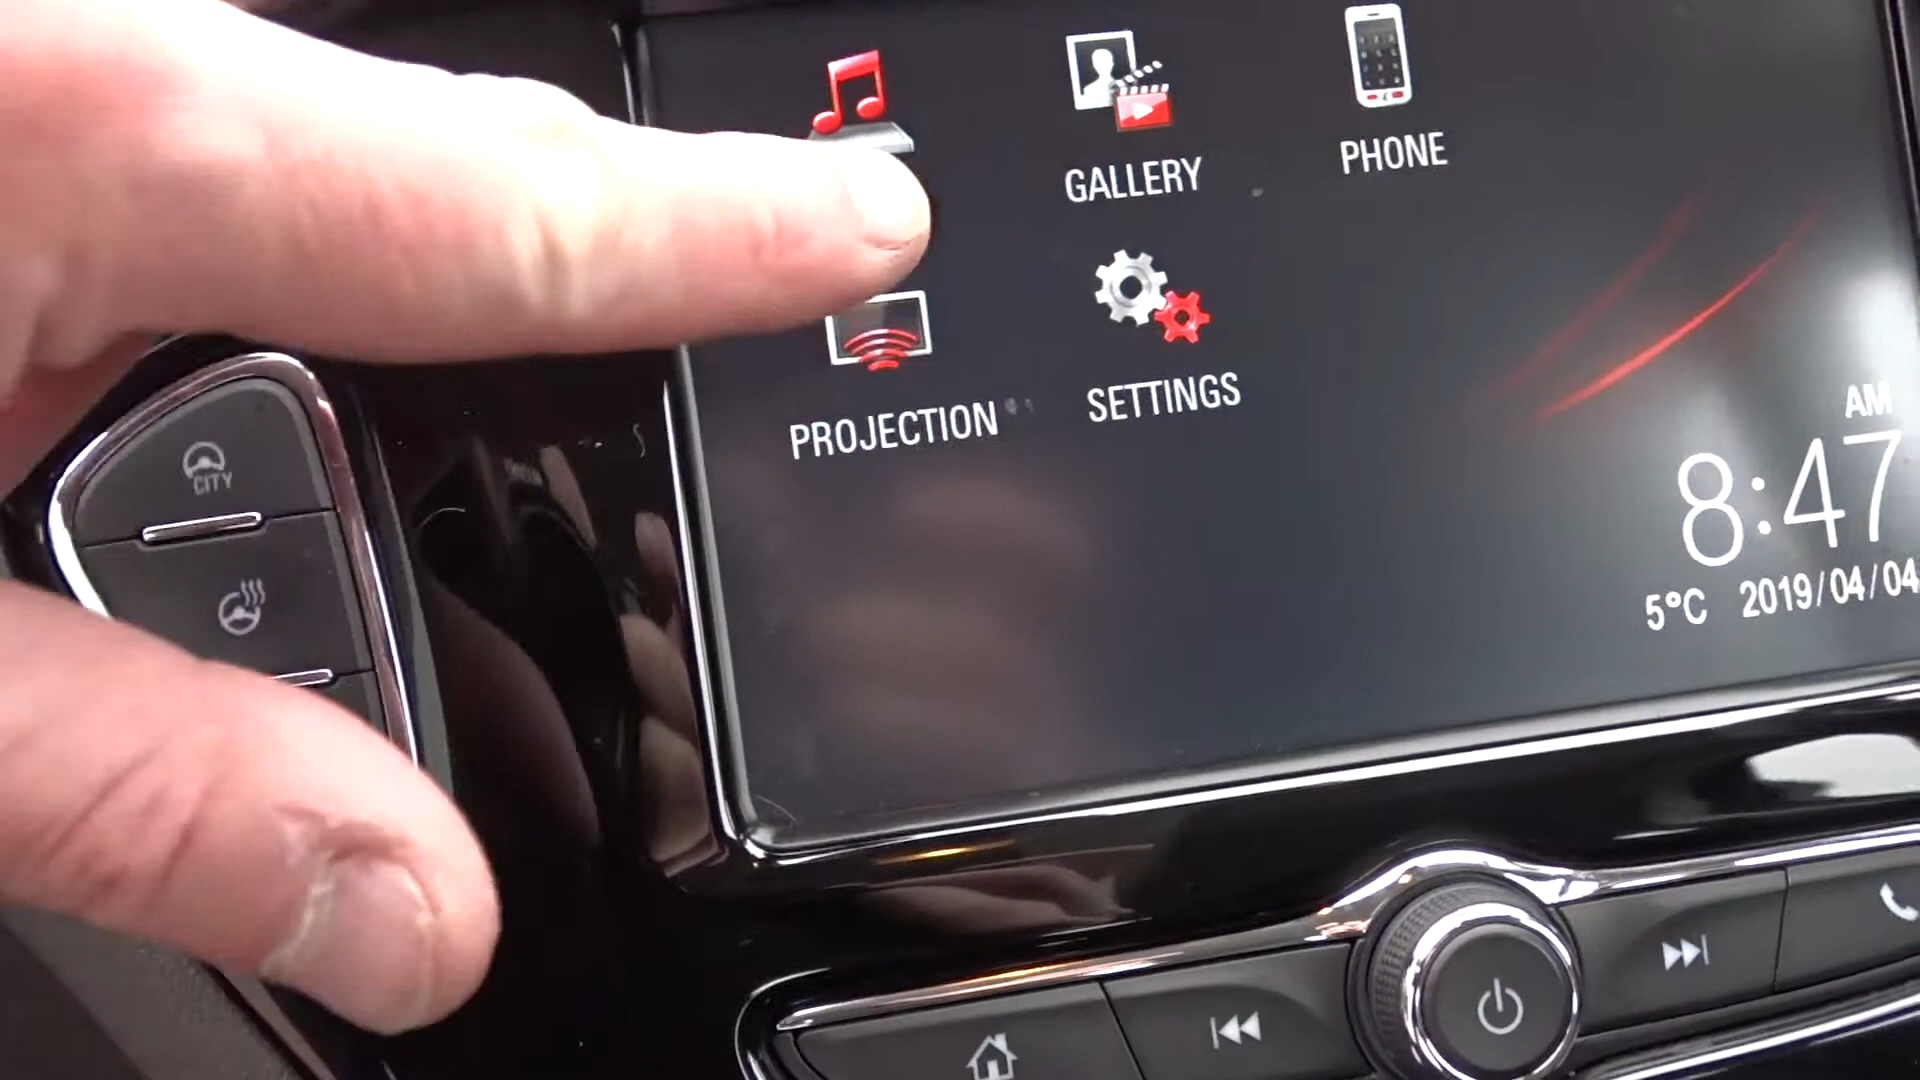 GALLERY
PHONE
PROJECTION
SETTINGS
AM
8:47
5°C 2019/04/04
CITY